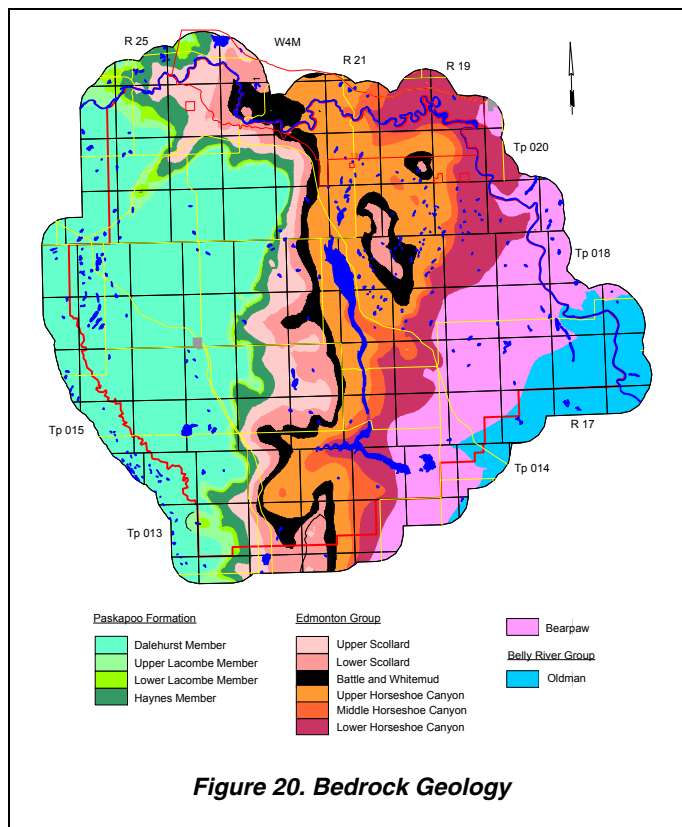 R 25
W4M
R 21
R 19
1
Tp 020
Tp 018
Tp 015
R 17
Tp 014
Tp 013
Paskapoo Formation
Dalehurst Member
Upper Lacombe Member
Lower Lacombe Member
Haynes Member
Edmonton Group
Upper Scollard
Lower Scollard
Battle and Whitemud
Upper Horseshoe Canyon
Middle Horseshoe Canyon
Lower Horseshoe Canyon
Bearpaw
Belly River Group
Oldman
Figure 20. Bedrock Geology